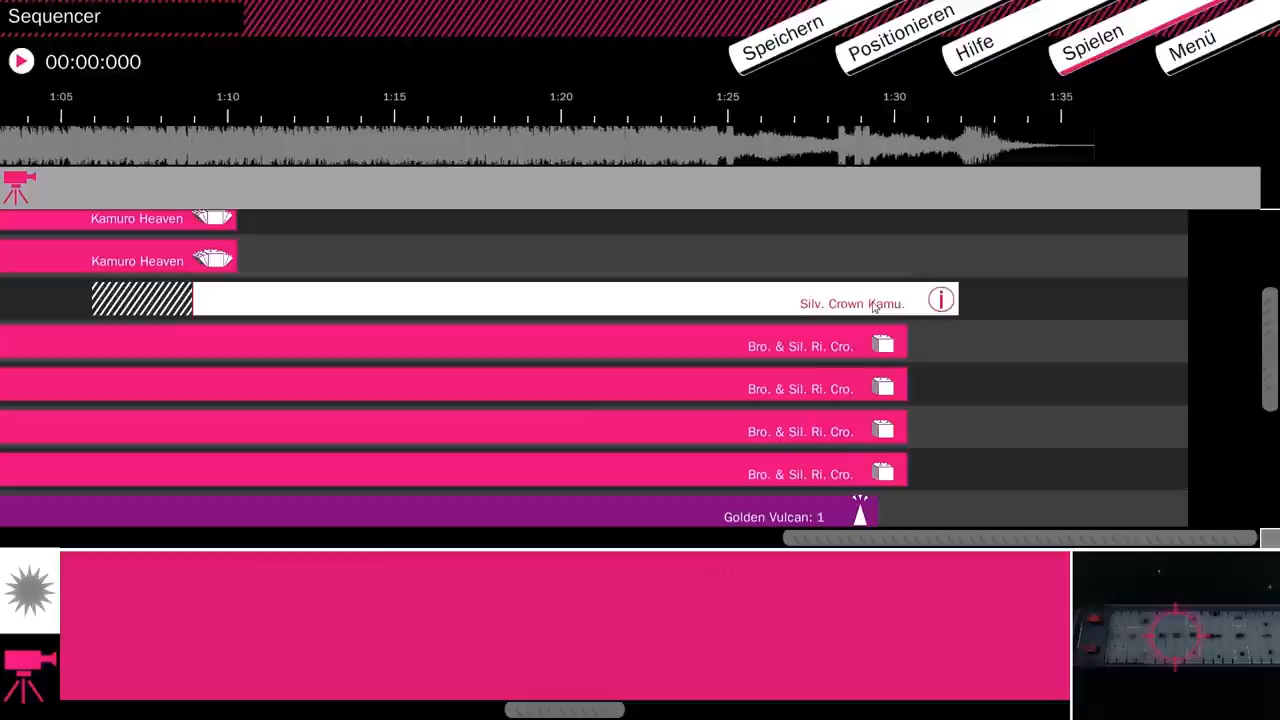 Sequencer
Speichern
Positionieren
Hilfe
Spielen
Menü
00:00:000
1:05
1:10
1:15
1:20
1:25
1:30
1:35
Kamuro Heaven
Kamuro Heaven
Silv. Crown Kamu.
Bro. & Sil. Ri. Cro.
Bro. & Sil. Ri. Cro.
Bro. & Sil. Ri. Cro.
Bro. & Sil. Ri. Cro.
Golden Vulcan: 1